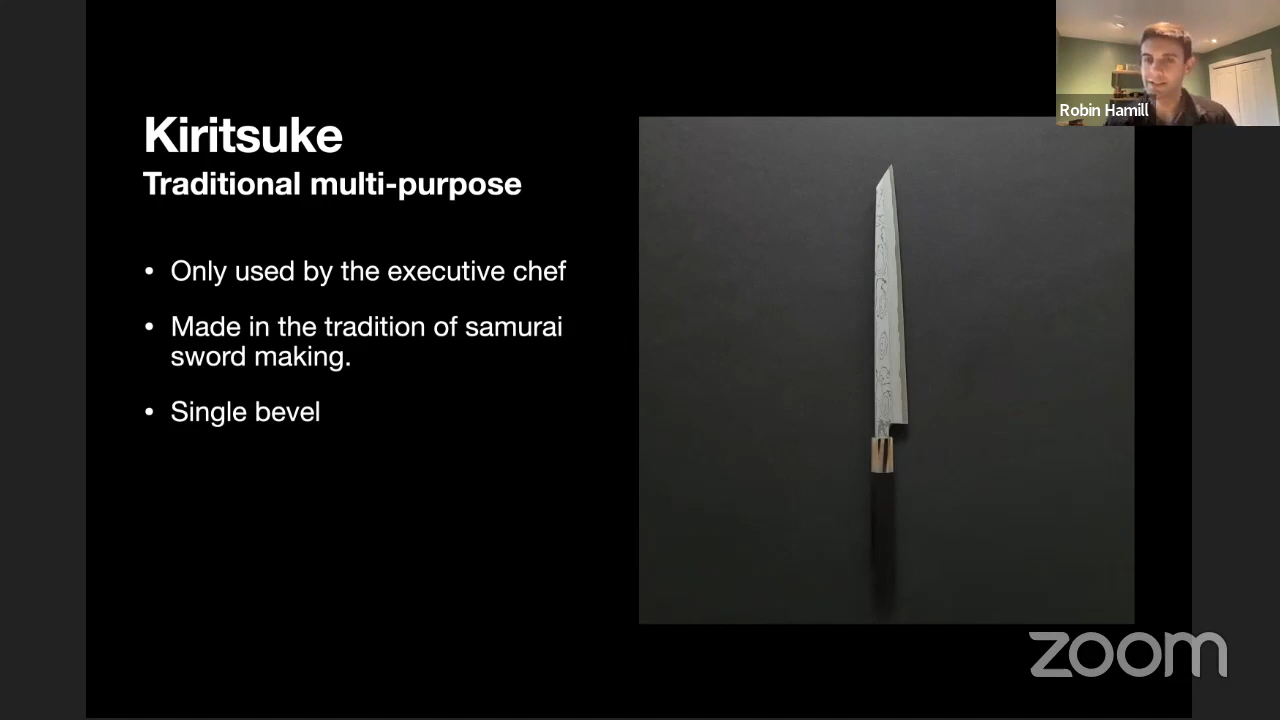 Kiritsuke
Traditional multi-purpose
• Only used by the executive chef
• Made in the tradition of samurai
sword making.
• Single bevel
Robin Hamill
zoom